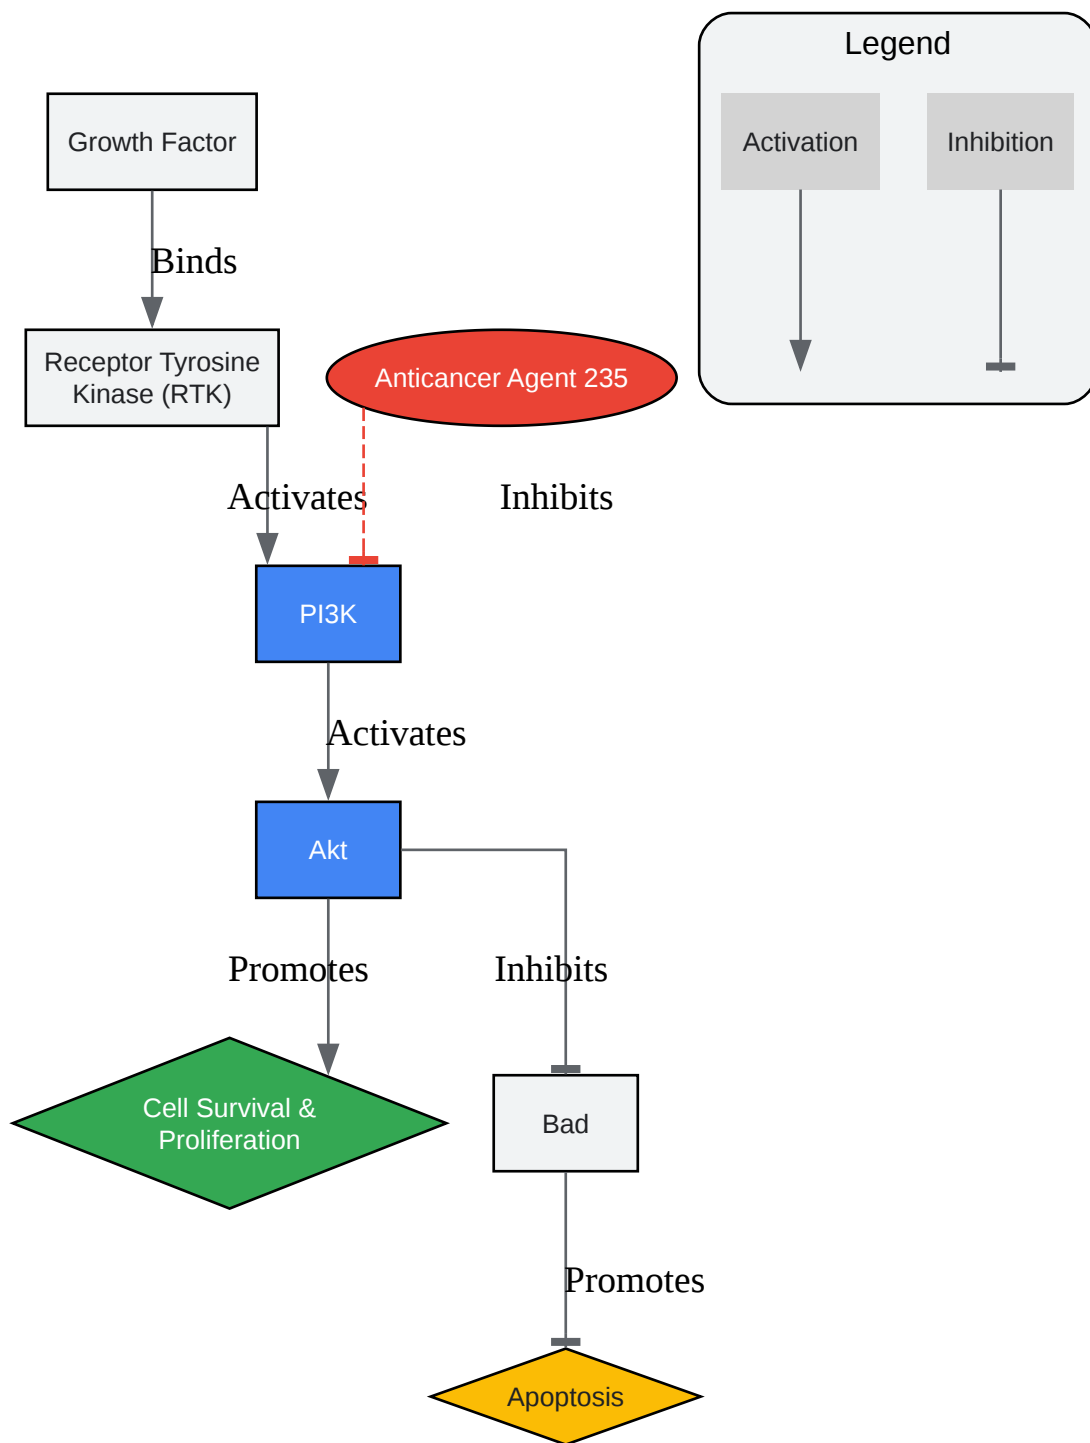 Legend
Growth Factor
Activation
Inhibition
Binds
Receptor Tyrosine
Kinase (RTK)
Anticancer Agent 235
Activates
Inhibits
PI3K
Activates
Akt
Promotes
Inhibits
Cell Survival &
Proliferation
Bad
Promotes
Apoptosis